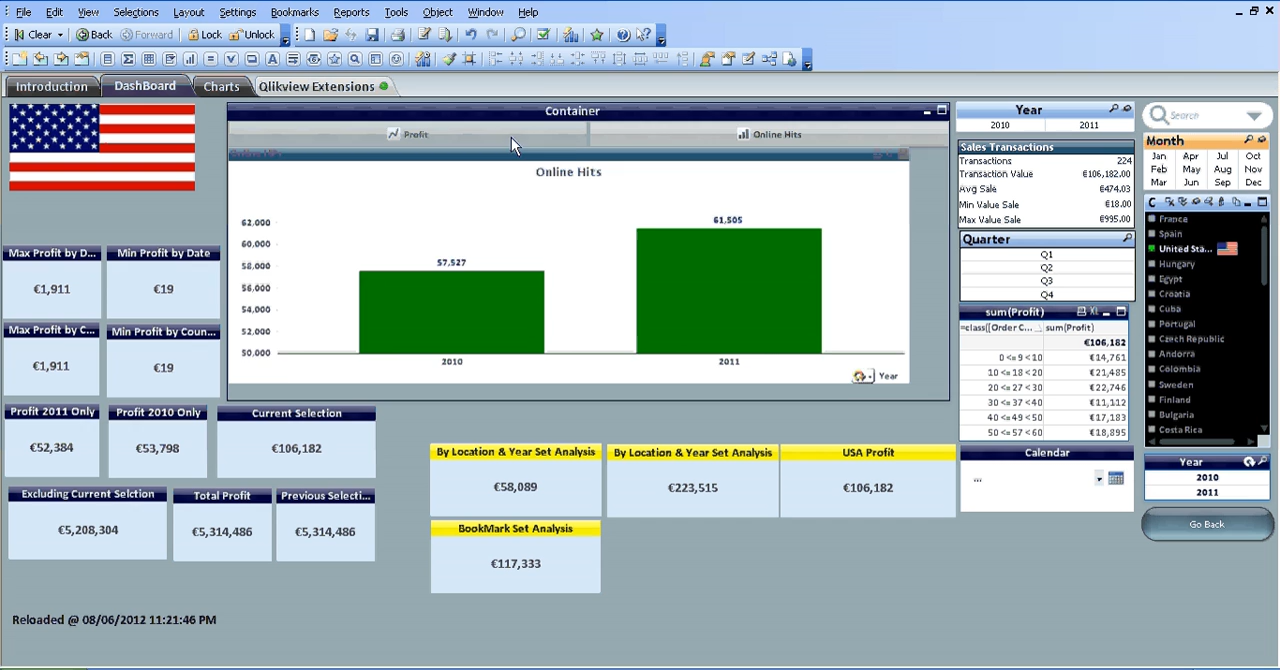 File Edit View Selections Layout Settings Bookmarks Reports Tools Object Window Help
Clear Back Forward Lock Unlock
Introduction DashBoard Charts Qlikview Extensions
Container
Profit Online Hits
Online Hits
62,000
60,000
58,000
56,000
54,000
52,000
50,000
57,527
61,505
2010 2011
Year
Max Profit by D...
€1,911
Min Profit by Date
€19
Max Profit by C...
€1,911
Min Profit by Coun...
€19
Profit 2011 Only
€52,384
Profit 2010 Only
€53,798
Current Selection
€106,182
Excluding Current Selction
€5,208,304
Total Profit
€5,314,486
Previous Selecti...
€5,314,486
By Location & Year Set Analysis
€58,089
By Location & Year Set Analysis
€223,515
USA Profit
€106,182
BookMark Set Analysis
€117,333
Reloaded @ 08/06/2012 11:21:46 PM
Year
2010 2011
Sales Transactions
Transactions 224
Transaction Value €106,182.00
Avg Sale €474.03
Min Value Sale €18.00
Max Value Sale €995.00
Quarter
Q1
Q2
Q3
Q4
sum(Profit) XL
=class([Order C... sum(Profit)
€106,182
0 <= 9 < 10 €14,761
10 <= 18 < 20 €21,485
20 <= 27 < 30 €22,746
30 <= 37 < 40 €11,112
40 <= 49 < 50 €17,183
50 <= 57 < 60 €18,895
Calendar
...
Search
Month
Jan Apr Jul Oct
Feb May Aug Nov
Mar Jun Sep Dec
C
France
Spain
United Sta...
Hungary
Egypt
Croatia
Cuba
Portugal
Czech Republic
Andorra
Colombia
Sweden
Finland
Bulgaria
Costa Rica
Year
2010
2011
Go Back